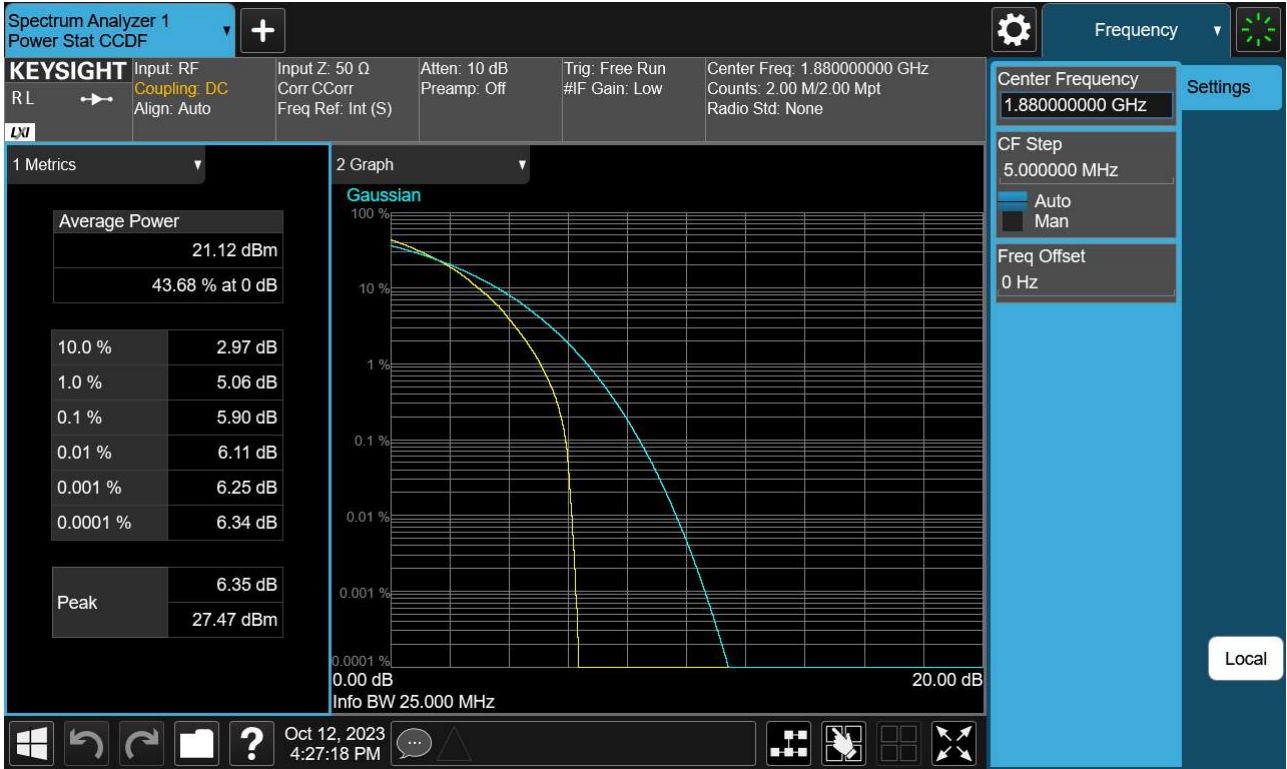 Spectrum Analyzer 1
Power Stat CCDF
Frequency
KEYSIGHT
R L
LXI
Input: RF
Coupling: DC
Align: Auto
Input Z: 50 Ω
Corr CCorr
Freq Ref: Int (S)
Atten: 10 dB
Preamp: Off
Trig: Free Run
#IF Gain: Low
Center Freq: 1.880000000 GHz
Counts: 2.00 M/2.00 Mpt
Radio Std: None
1 Metrics
Average Power
21.12 dBm
43.68 % at 0 dB
10.0 % 2.97 dB
1.0 % 5.06 dB
0.1 % 5.90 dB
0.01 % 6.11 dB
0.001 % 6.25 dB
0.0001 % 6.34 dB
Peak
6.35 dB
27.47 dBm
2 Graph
Gaussian
100 %
10 %
1 %
0.1 %
0.01 %
0.001 %
0.0001 %
0.00 dB 20.00 dB
Info BW 25.000 MHz
Center Frequency
1.880000000 GHz
CF Step
5.000000 MHz
Auto
Man
Freq Offset
0 Hz
Settings
Local
?
Oct 12, 2023
4:27:18 PM